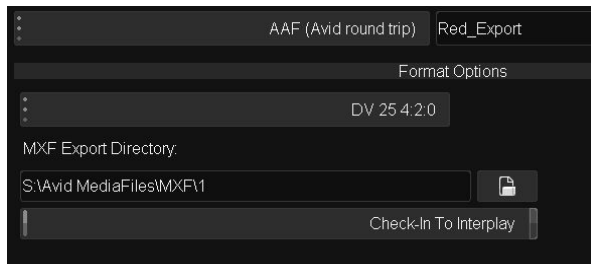 AAF (Avid round trip) Red_Export
Format Options
DV 25 4:2:0
MXF Export Directory:
S:\Avid MediaFiles\MXF\1
Check-In To Interplay